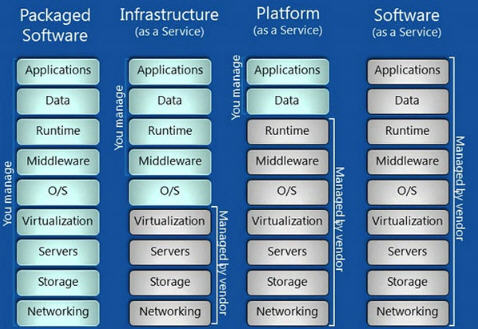 Packaged
Software
You manage
Applications
Data
Runtime
Middleware
O/S
Virtualization
Servers
Storage
Networking
Infrastructure
(as a Service)
You manage
Applications
Data
Runtime
Middleware
O/S
Virtualization
Servers
Storage
Networking
Managed by vendor
Platform
(as a Service)
You manage
Applications
Data
Runtime
Middleware
O/S
Virtualization
Servers
Storage
Networking
Managed by vendor
Software
(as a Service)
Applications
Data
Runtime
Middleware
O/S
Virtualization
Servers
Storage
Networking
Managed by vendor